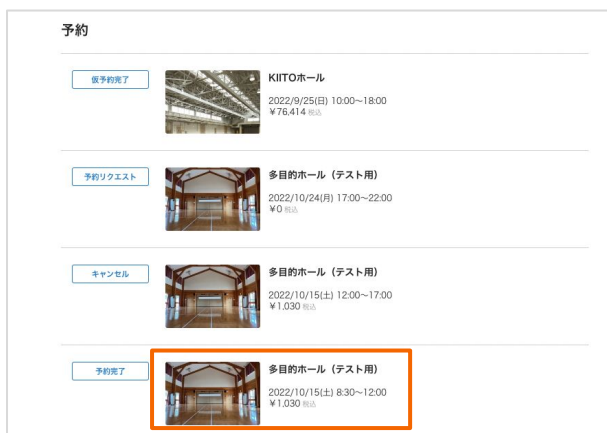 予約
仮予約完了
KIITOホール
2022/9/25(日) 10:00～18:00
￥76,414 税込
予約リクエスト
多目的ホール（テスト用）
2022/10/24(月) 17:00～22:00
￥0 税込
キャンセル
多目的ホール（テスト用）
2022/10/15(土) 12:00～17:00
￥1,030 税込
予約完了
多目的ホール（テスト用）
2022/10/15(土) 8:30～12:00
￥1,030 税込